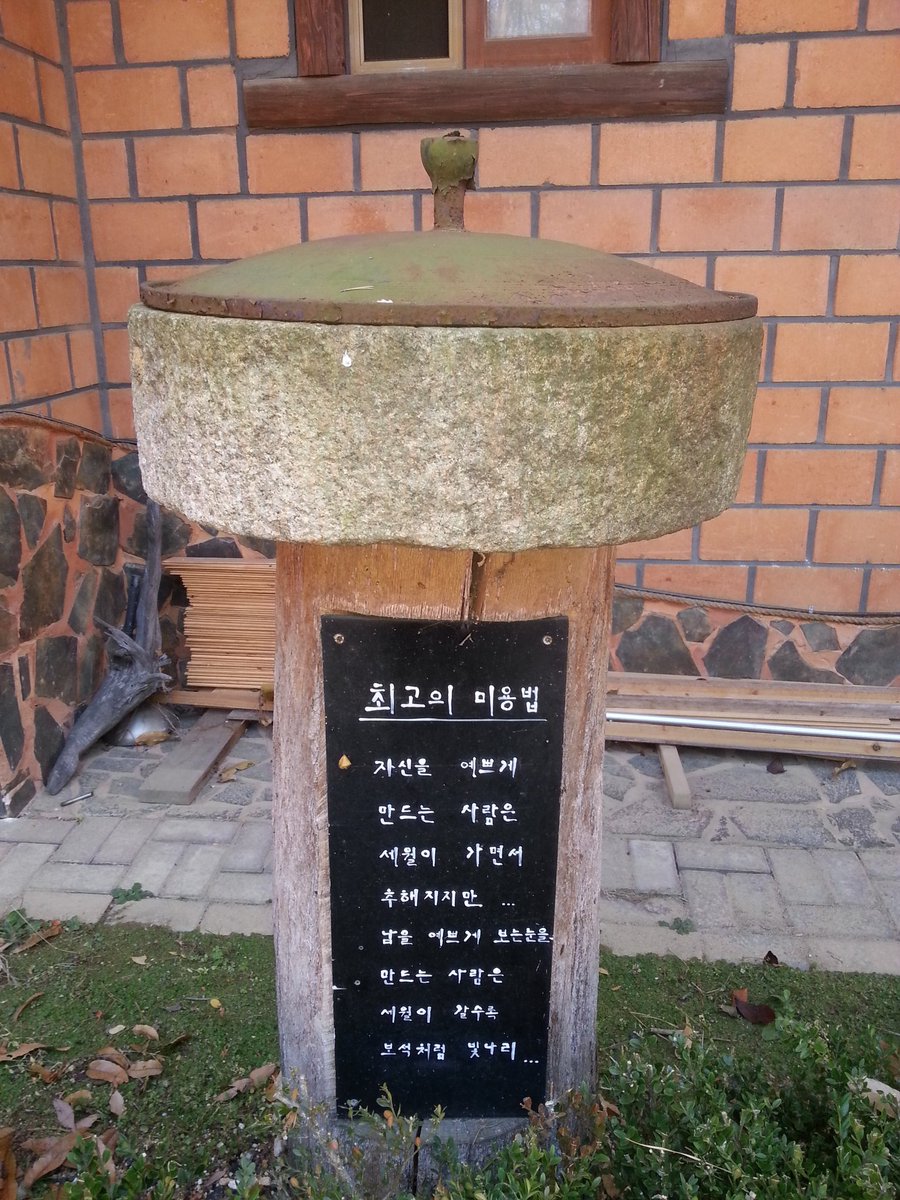 최고의 미용법
자신을 예쁘게
만드는 사람은
세월이 가면서
추해지지만 ...
남을 예쁘게 보는눈을
만드는 사람은
세월이 갈수록
보석처럼 빛나리...